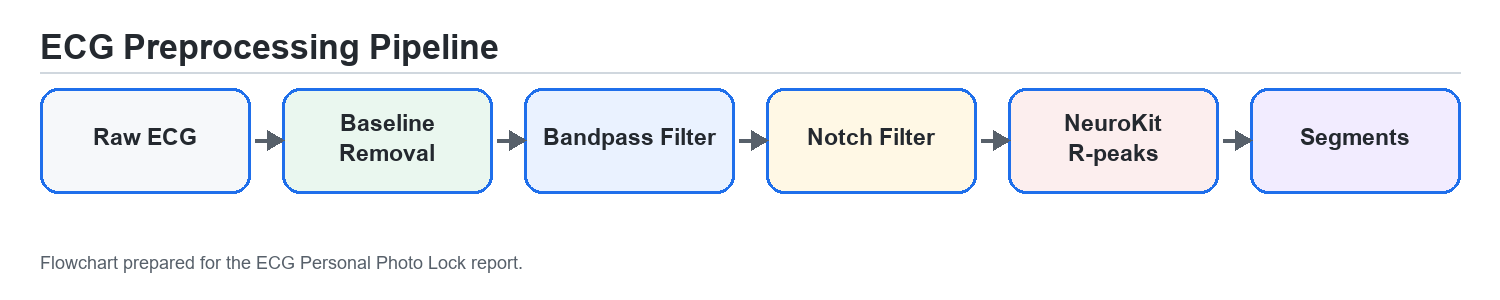 ECG Preprocessing Pipeline
Raw ECG
Baseline
Removal
Bandpass Filter
Notch Filter
NeuroKit
R-peaks
Segments
Flowchart prepared for the ECG Personal Photo Lock report.